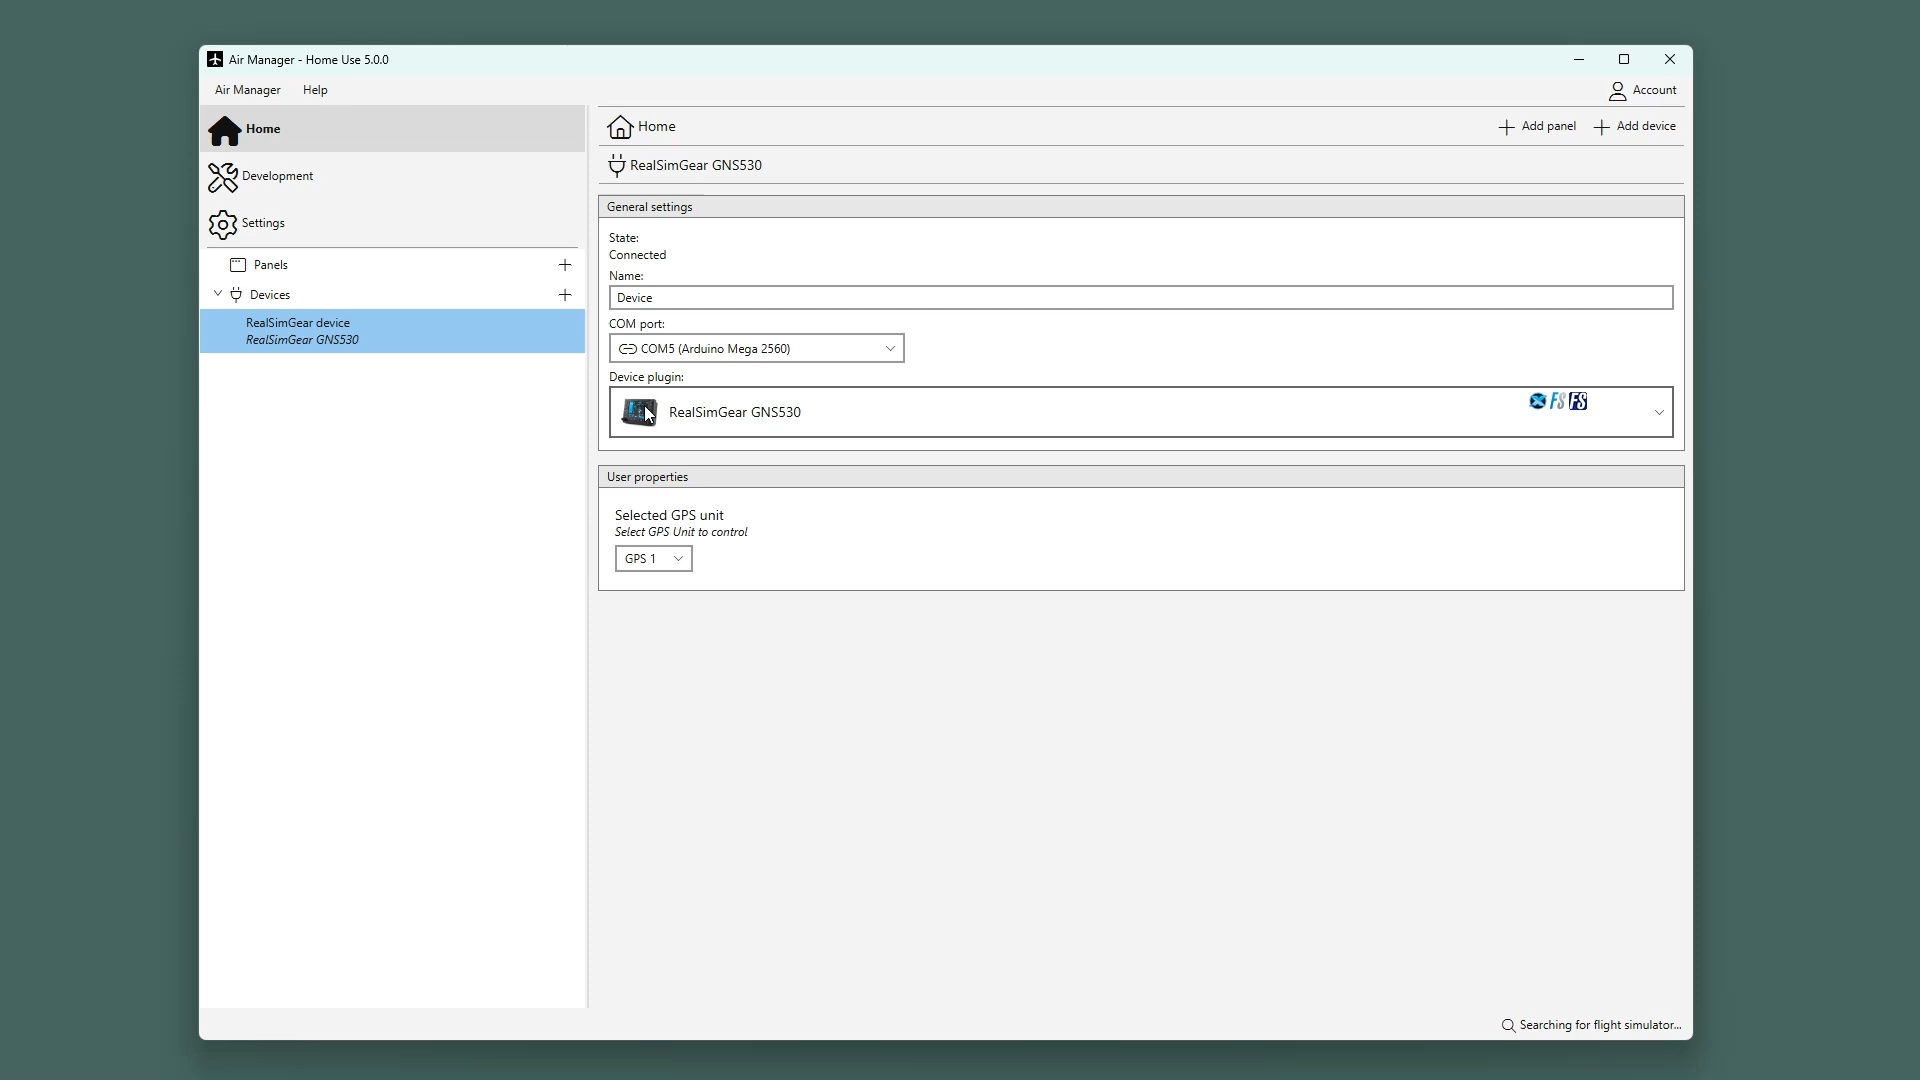 Air Manager - Home Use 5.0.0
Air Manager
Help
Account
Home
Development
Settings
Panels
Devices
RealSimGear device
RealSimGear GNS530
Home
Add panel
Add device
RealSimGear GNS530
General settings
State:
Connected
Name:
Device
COM port:
COM5 (Arduino Mega 2560)
Device plugin:
RealSimGear GNS530
FS
FS
User properties
Selected GPS unit
Select GPS Unit to control
GPS 1
Searching for flight simulator...